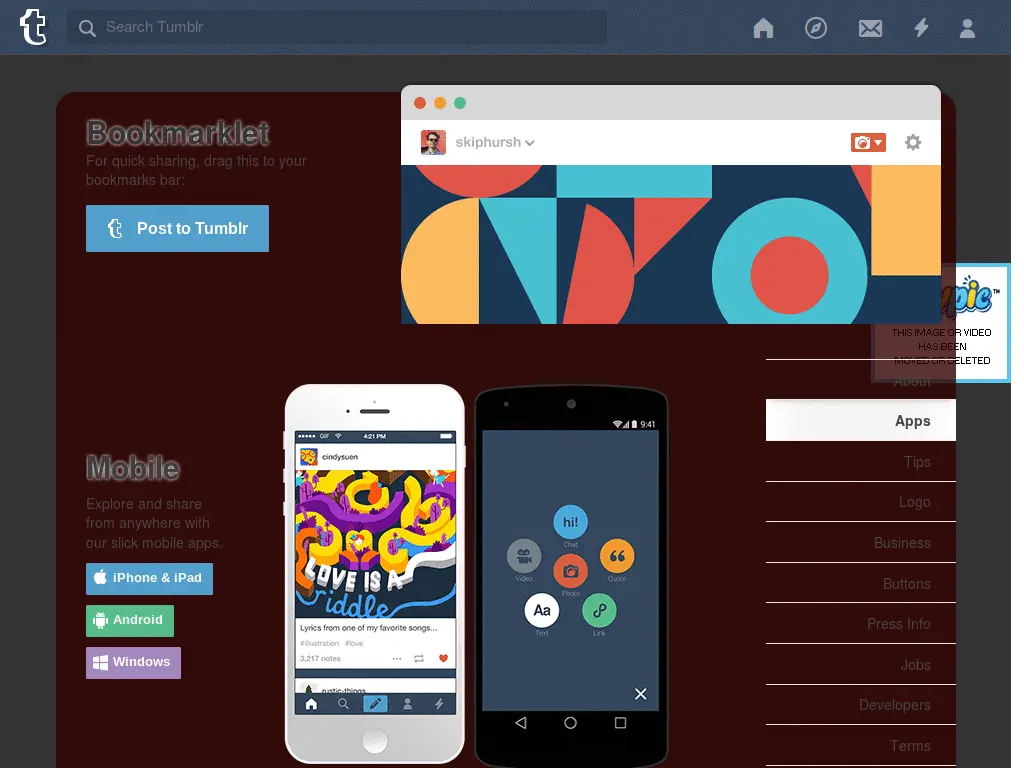 t
Search Tumblr
Bookmarklet
For quick sharing, drag this to your
bookmarks bar:
t Post to Tumblr
skiphursh
pic™
THIS IMAGE OR VIDEO
HAS BEEN
MOVED OR DELETED
About
Apps
Tips
Logo
Business
Buttons
Press Info
Jobs
Developers
Terms
Mobile
Explore and share
from anywhere with
our slick mobile apps.
iPhone & iPad
Android
Windows
GIF 4:21 PM
cindysuen
LOVE IS A
riddle
Lyrics from one of my favorite songs...
#illustration #love
3,217 notes
rustic-things
9:41
hi!
Chat
Video
Quote
Photo
Aa
Text
Link